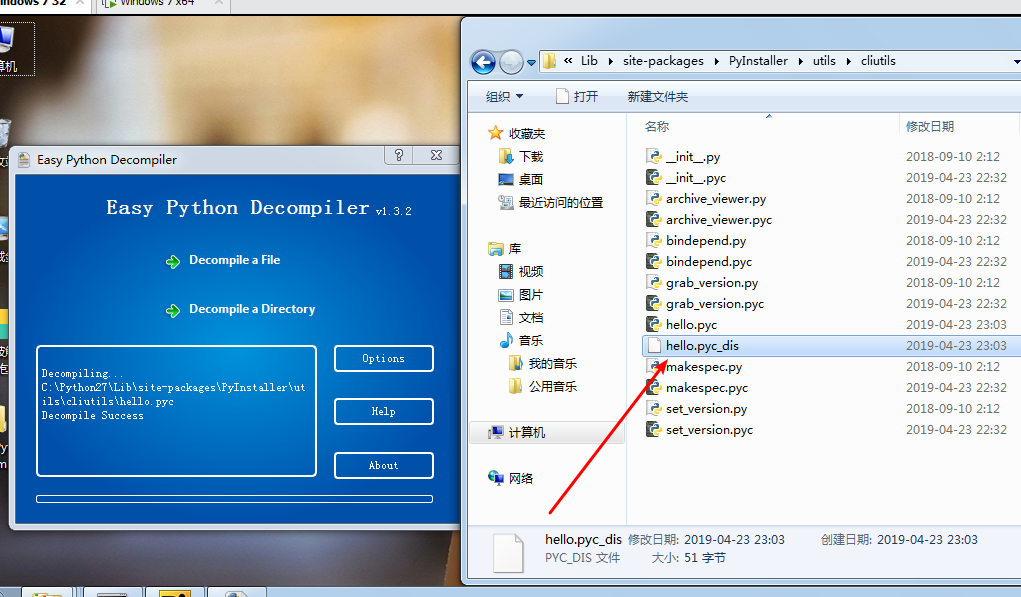 Windows 7 x64
机
Easy Python Decompiler
Easy Python Decompiler v1.3.2
Decompile a File
Decompile a Directory
Decompiling...
C:\Python27\Lib\site-packages\PyInstaller\ut
ils\cliutils\hello.pyc
Decompile Success
Options
Help
About
« Lib site-packages PyInstaller utils cliutils
组织 打开 新建文件夹
收藏夹
下载
桌面
最近访问的位置
库
视频
图片
文档
音乐
我的音乐
公用音乐
计算机
网络
名称 修改日期
__init__.py 2018-09-10 2:12
__init__.pyc 2019-04-23 22:32
archive_viewer.py 2018-09-10 2:12
archive_viewer.pyc 2019-04-23 22:32
bindepend.py 2018-09-10 2:12
bindepend.pyc 2019-04-23 22:32
grab_version.py 2018-09-10 2:12
grab_version.pyc 2019-04-23 22:32
hello.pyc 2019-04-23 23:03
hello.pyc_dis 2019-04-23 23:03
makespec.py 2018-09-10 2:12
makespec.pyc 2019-04-23 22:32
set_version.py 2018-09-10 2:12
set_version.pyc 2019-04-23 22:32
hello.pyc_dis 修改日期: 2019-04-23 23:03 创建日期: 2019-04-23 23:03
PYC_DIS 文件 大小: 51 字节